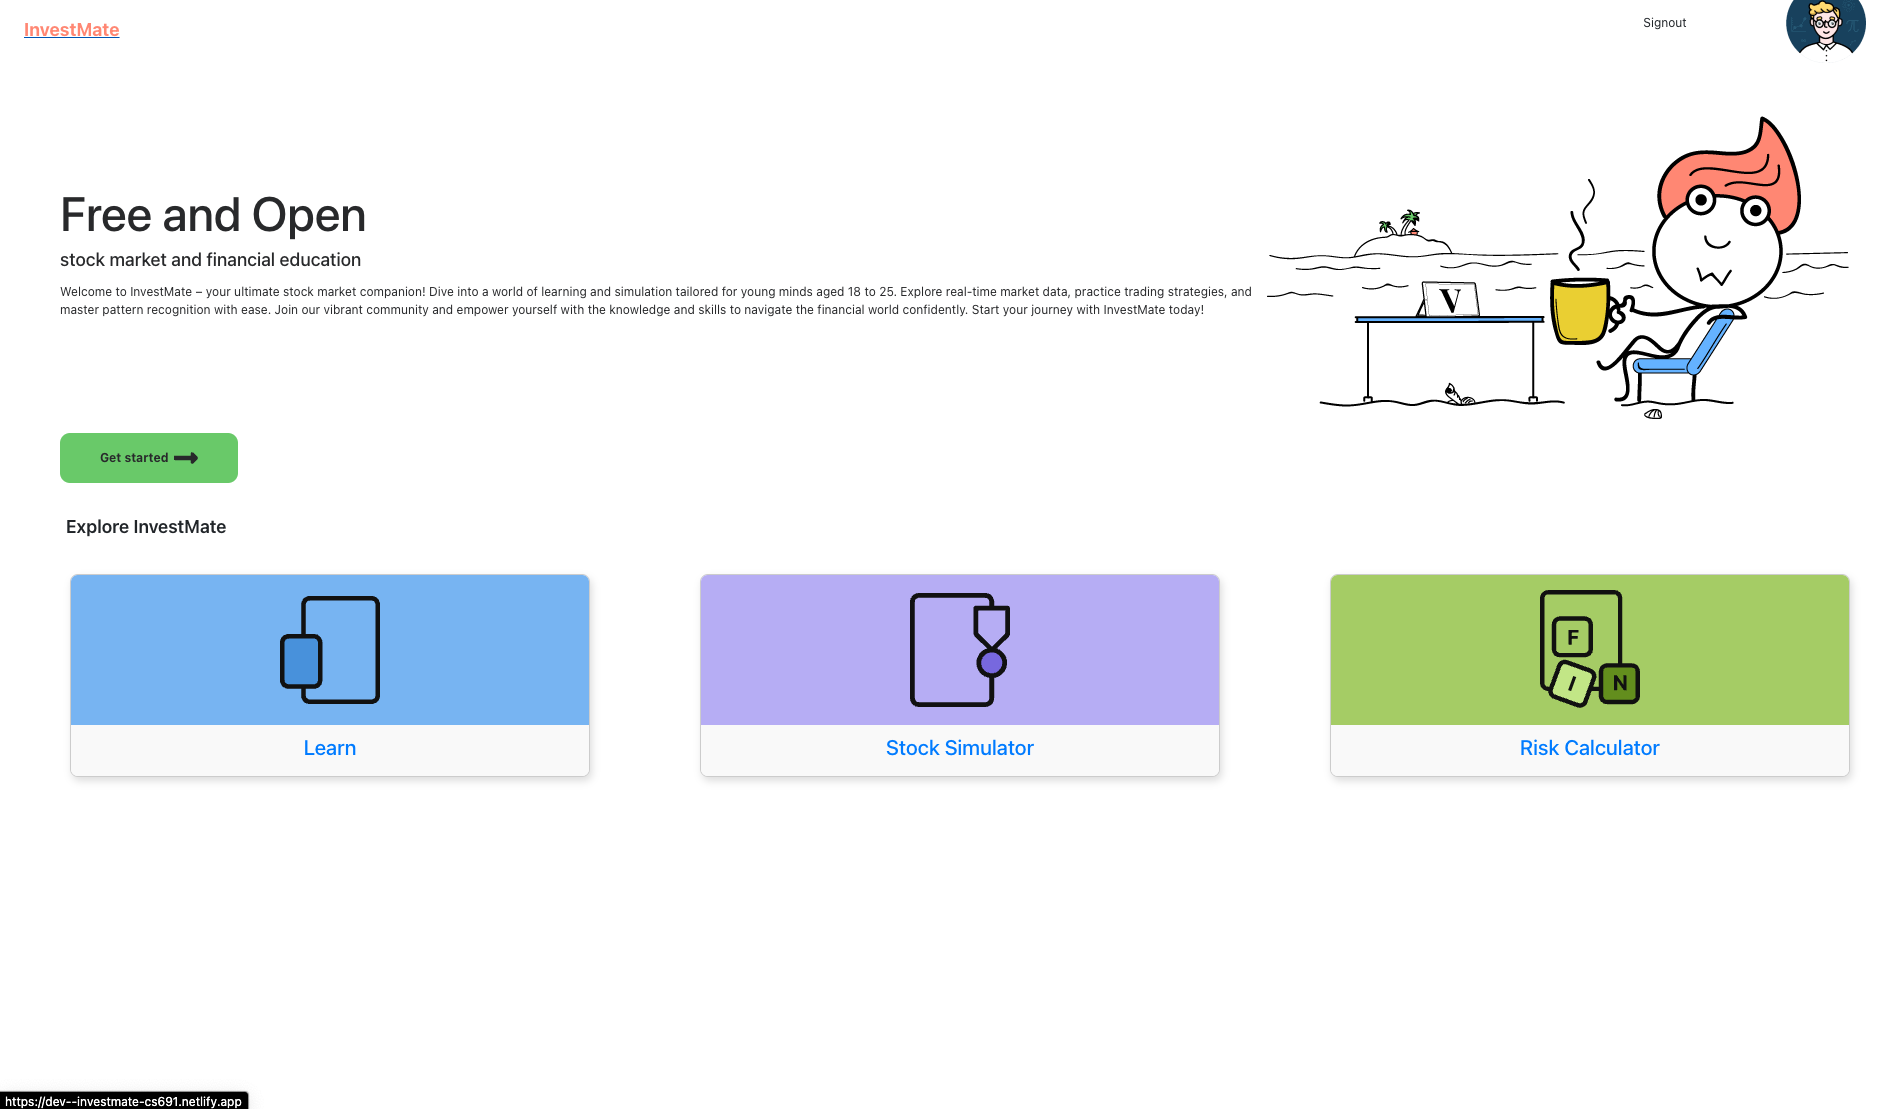 InvestMate
Signout
Free and Open
stock market and financial education
Welcome to InvestMate – your ultimate stock market companion! Dive into a world of learning and simulation tailored for young minds aged 18 to 25. Explore real-time market data, practice trading strategies, and
master pattern recognition with ease. Join our vibrant community and empower yourself with the knowledge and skills to navigate the financial world confidently. Start your journey with InvestMate today!
V
Get started
Explore InvestMate
F
I N
Learn
Stock Simulator
Risk Calculator
https://dev--investmate-cs691.netlify.app